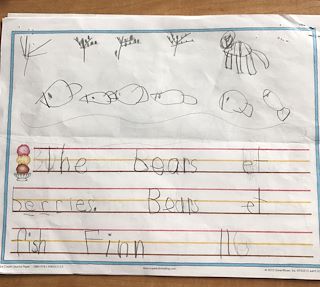 The bears et
berries. Bears et
fish Finn